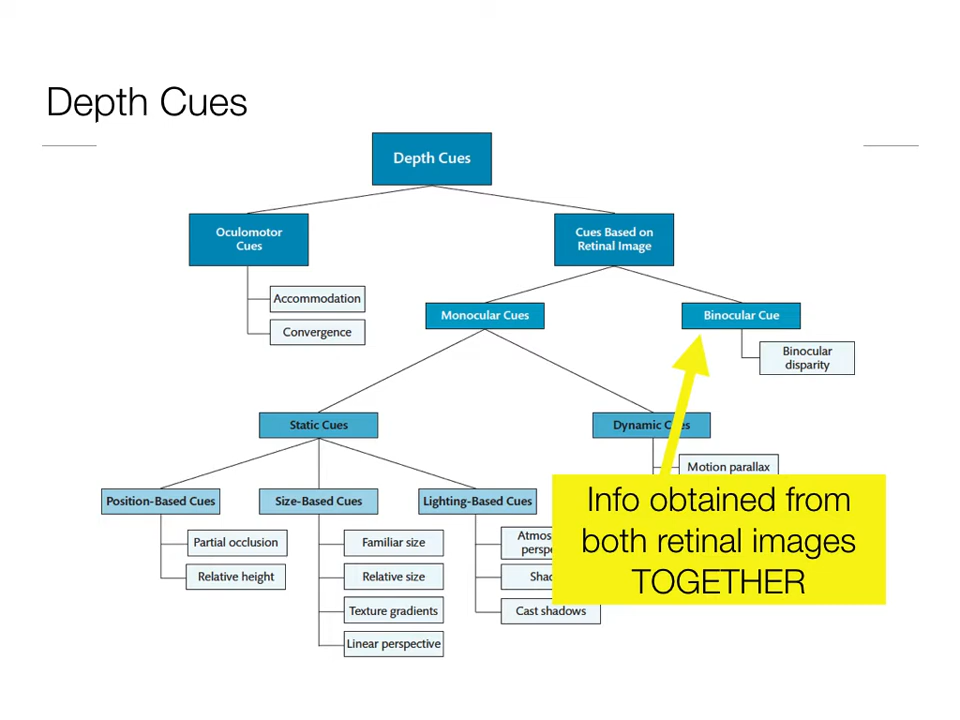 Depth Cues
Depth Cues
Oculomotor
Cues
Cues Based on
Retinal Image
Accommodation
Convergence
Monocular Cues
Binocular Cue
Binocular
disparity
Static Cues
Dynamic
Motion parallax
Position-Based Cues
Size-Based Cues
Lighting-Based Cues
Partial occlusion
Relative height
Familiar size
Relative size
Texture gradients
Linear perspective
Cast shadows
Info obtained from
both retinal images
TOGETHER